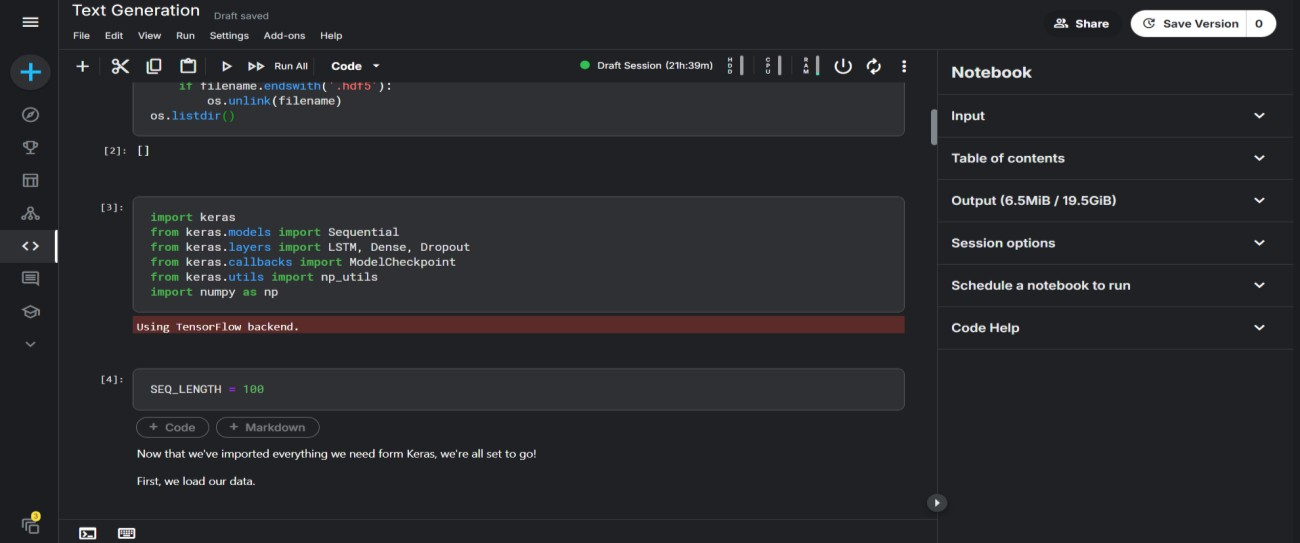 Text Generation Draft saved
File Edit View Run Settings Add-ons Help
Share
Save Version 0
Run All Code
Draft Session (21h:39m)
HDD
CPU
RAM
if filename.endswith('.hdf5'):
os.unlink(filename)
os.listdir()
[2]: []
[3]:
import keras
from keras.models import Sequential
from keras.layers import LSTM, Dense, Dropout
from keras.callbacks import ModelCheckpoint
from keras.utils import np_utils
import numpy as np
Using TensorFlow backend.
[4]:
SEQ_LENGTH = 100
+ Code + Markdown
Now that we've imported everything we need form Keras, we're all set to go!
First, we load our data.
Notebook
Input
Table of contents
Output (6.5MiB / 19.5GiB)
Session options
Schedule a notebook to run
Code Help
3